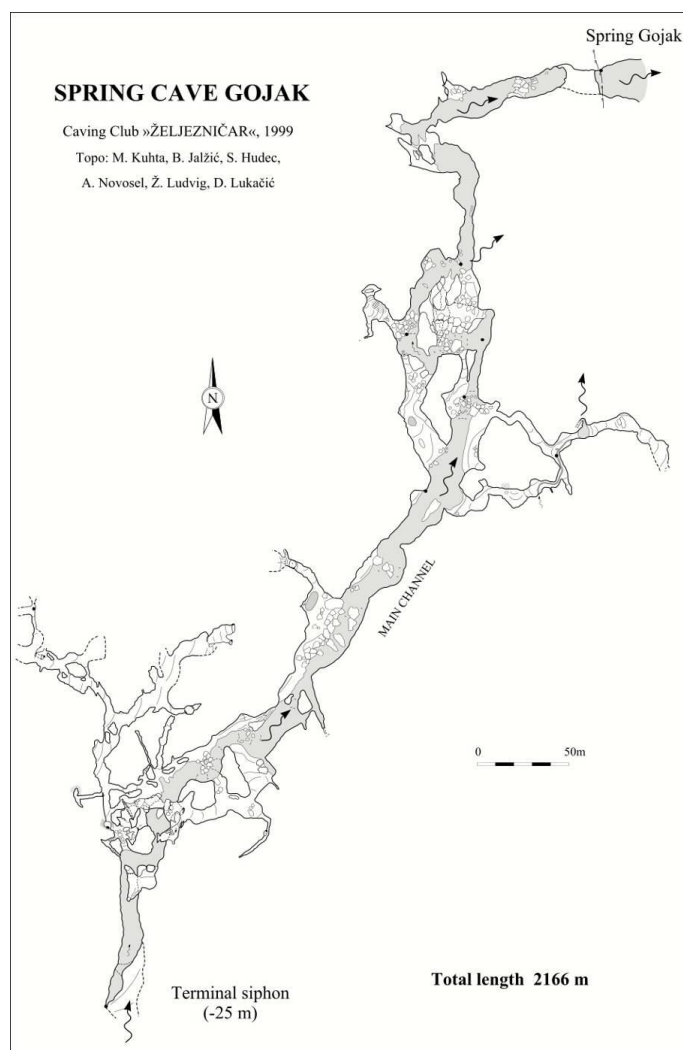 Spring Gojak
SPRING CAVE GOJAK
Caving Club »ŽELJEZNIČAR«, 1999
Topo: M. Kuhta, B. Jalžić, S. Hudec,
A. Novosel, Ž. Ludvig, D. Lukačić
N
MAIN CHANNEL
0 50m
Terminal siphon
(-25 m)
Total length 2166 m